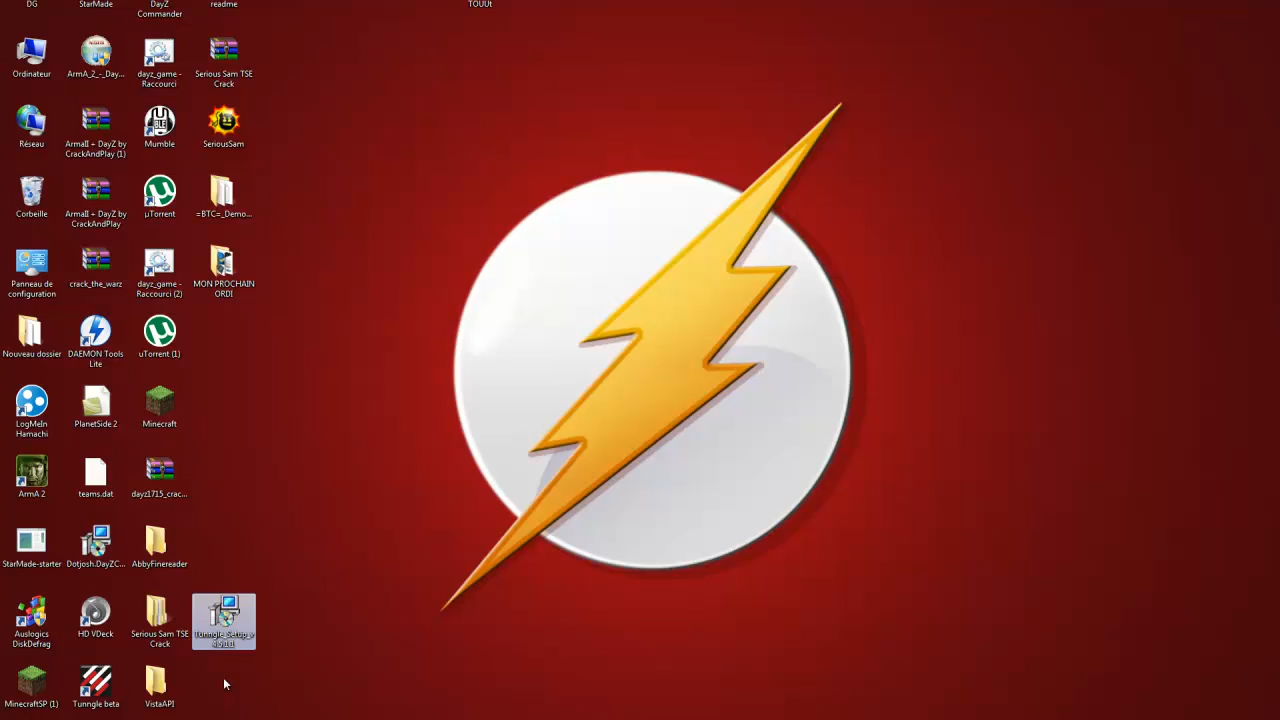 DG
StarMade
DayZ
Commander
readme
TOUUt
Ordinateur
ArmA_2_-_Day...
dayz_game -
Raccourci
Serious Sam TSE
Crack
Réseau
ArmaII + DayZ by
CrackAndPlay (1)
Mumble
SeriousSam
Corbeille
ArmaII + DayZ by
CrackAndPlay
µTorrent
=BTC=_Demo...
Panneau de
configuration
crack_the_warz
dayz_game -
Raccourci (2)
MON PROCHAIN
ORDI
Nouveau dossier
DAEMON Tools
Lite
uTorrent (1)
LogMeIn
Hamachi
PlanetSide 2
Minecraft
ArmA 2
teams.dat
dayz1715_crac...
StarMade-starter
Dotjosh.DayZC...
AbbyFinereader
Auslogics
DiskDefrag
HD VDeck
Serious Sam TSE
Crack
Tunngle_Setup_v
MinecraftSP (1)
Tunngle beta
VistaAPI